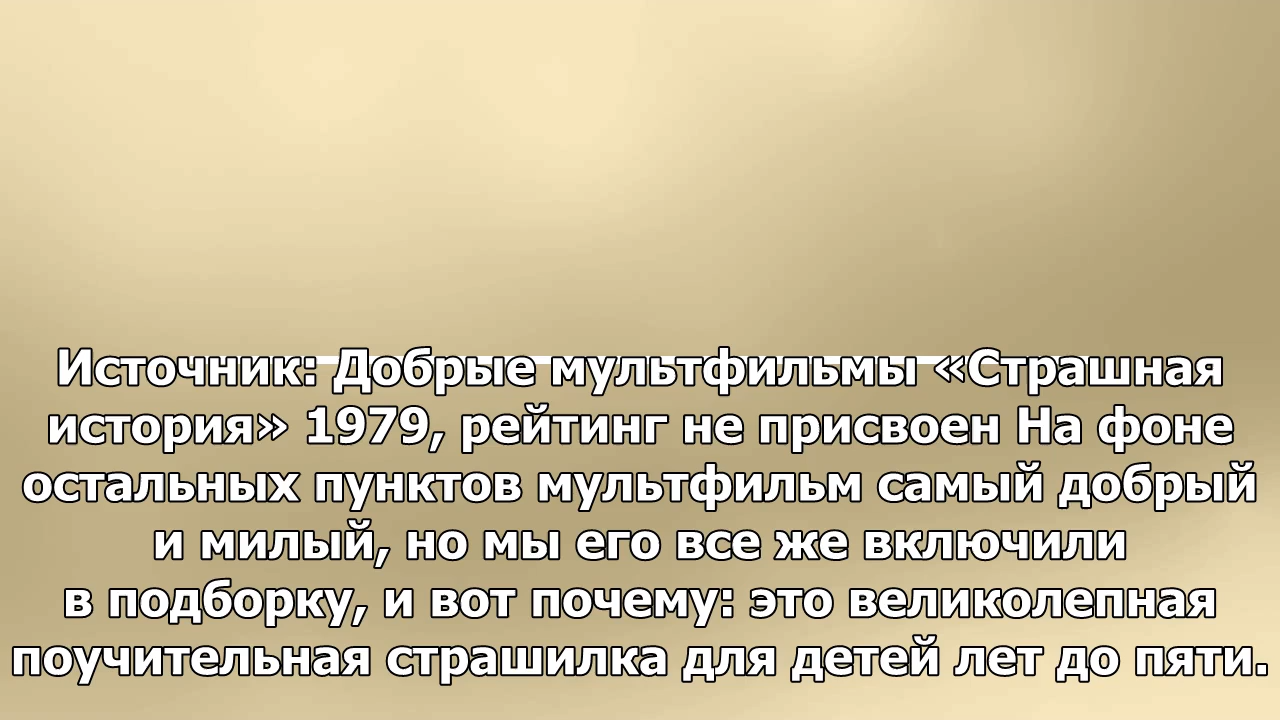 Источник: Добрые мультфильмы «Страшная
история» 1979, рейтинг не присвоен На фоне
остальных пунктов мультфильм самый добрый
и милый, но мы его все же включили
в подборку, и вот почему: это великолепная
поучительная страшилка для детей лет до пяти.